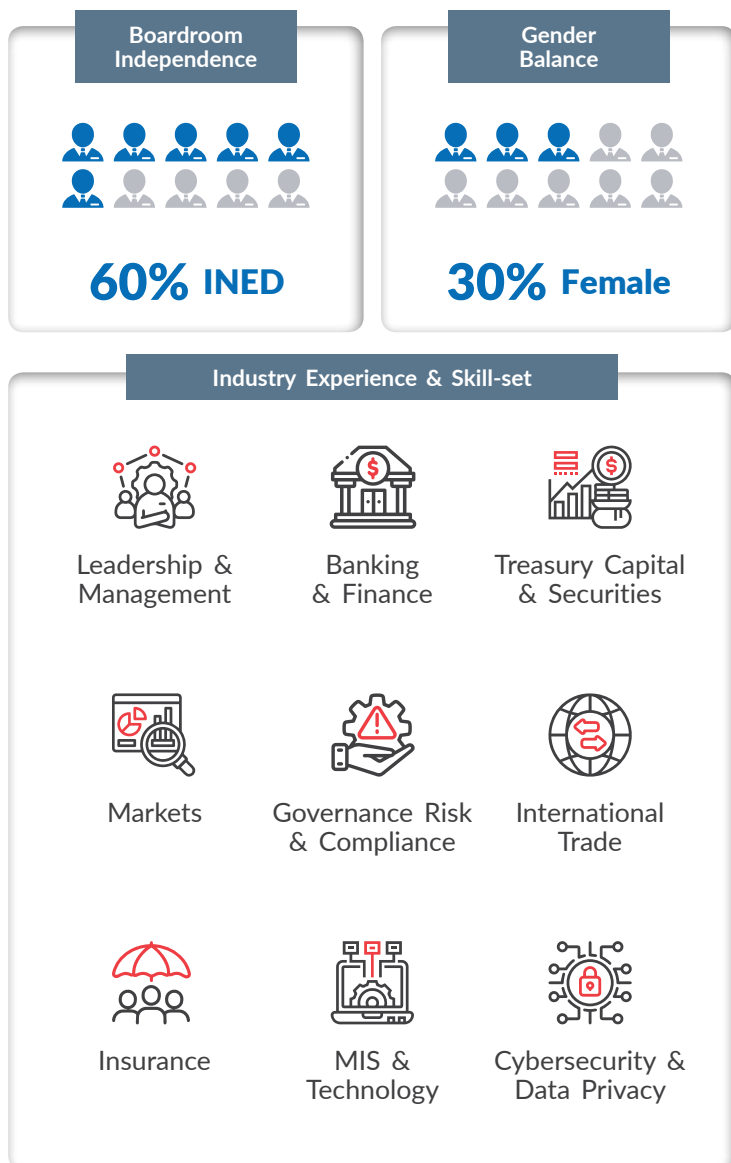 Boardroom
Independence
Gender
Balance
60% INED
30% Female
Industry Experience & Skill-set
Leadership &
Management
Banking
& Finance
Treasury Capital
& Securities
Markets
Governance Risk
& Compliance
International
Trade
Insurance
MIS &
Technology
Cybersecurity &
Data Privacy